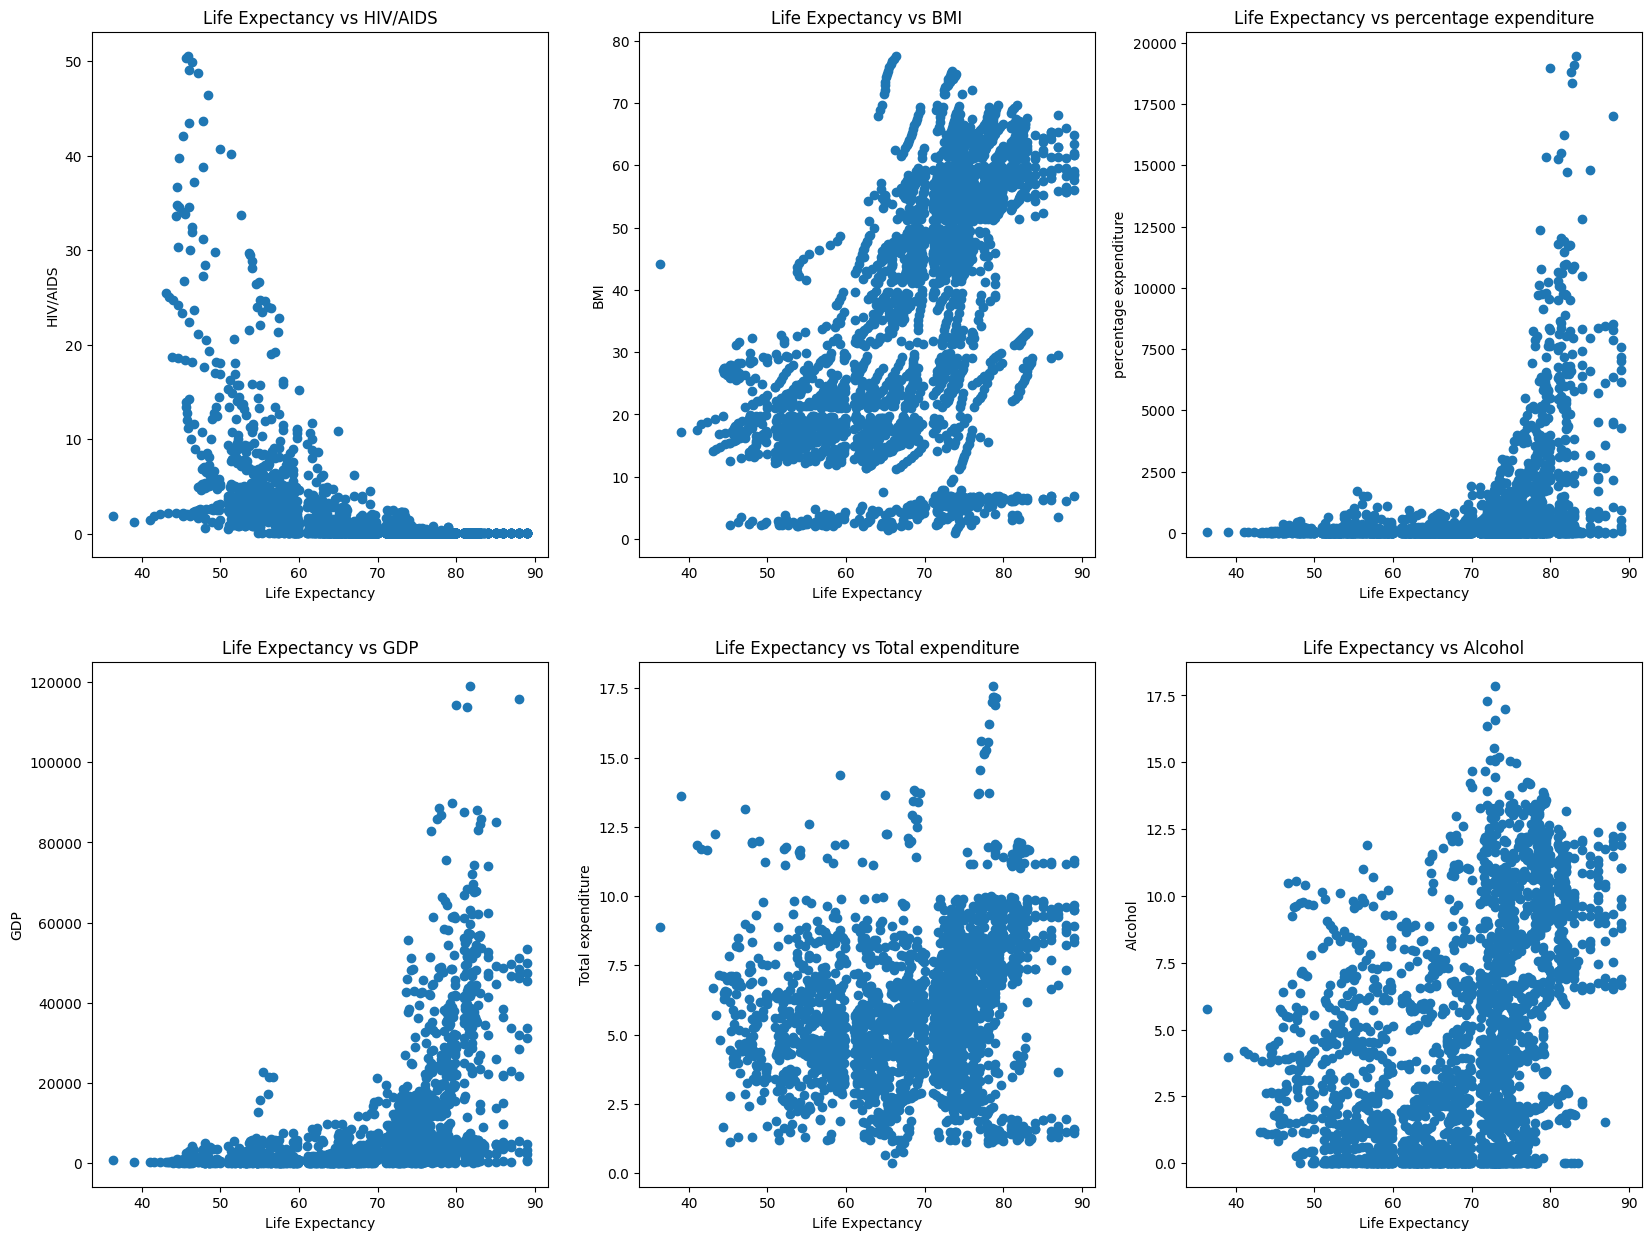 Life Expectancy vs HIV/AIDS
50
40
30
20
10
0
HIV/AIDS
40 50 60 70 80 90
Life Expectancy
Life Expectancy vs BMI
80
70
60
50
40
30
20
10
0
BMI
40 50 60 70 80 90
Life Expectancy
Life Expectancy vs percentage expenditure
20000
17500
15000
12500
10000
7500
5000
2500
0
percentage expenditure
40 50 60 70 80 90
Life Expectancy
Life Expectancy vs GDP
120000
100000
80000
60000
40000
20000
0
GDP
40 50 60 70 80 90
Life Expectancy
Life Expectancy vs Total expenditure
17.5
15.0
12.5
10.0
7.5
5.0
2.5
0.0
Total expenditure
40 50 60 70 80 90
Life Expectancy
Life Expectancy vs Alcohol
17.5
15.0
12.5
10.0
7.5
5.0
2.5
0.0
Alcohol
40 50 60 70 80 90
Life Expectancy